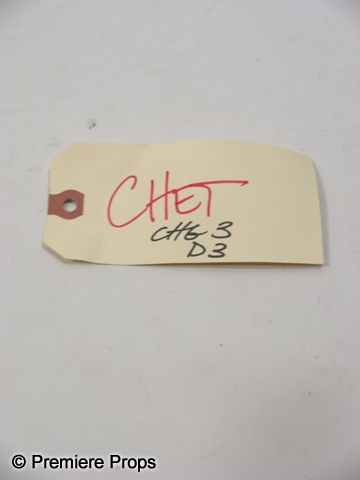 CHET
CHG 3
D3
© Premiere Props